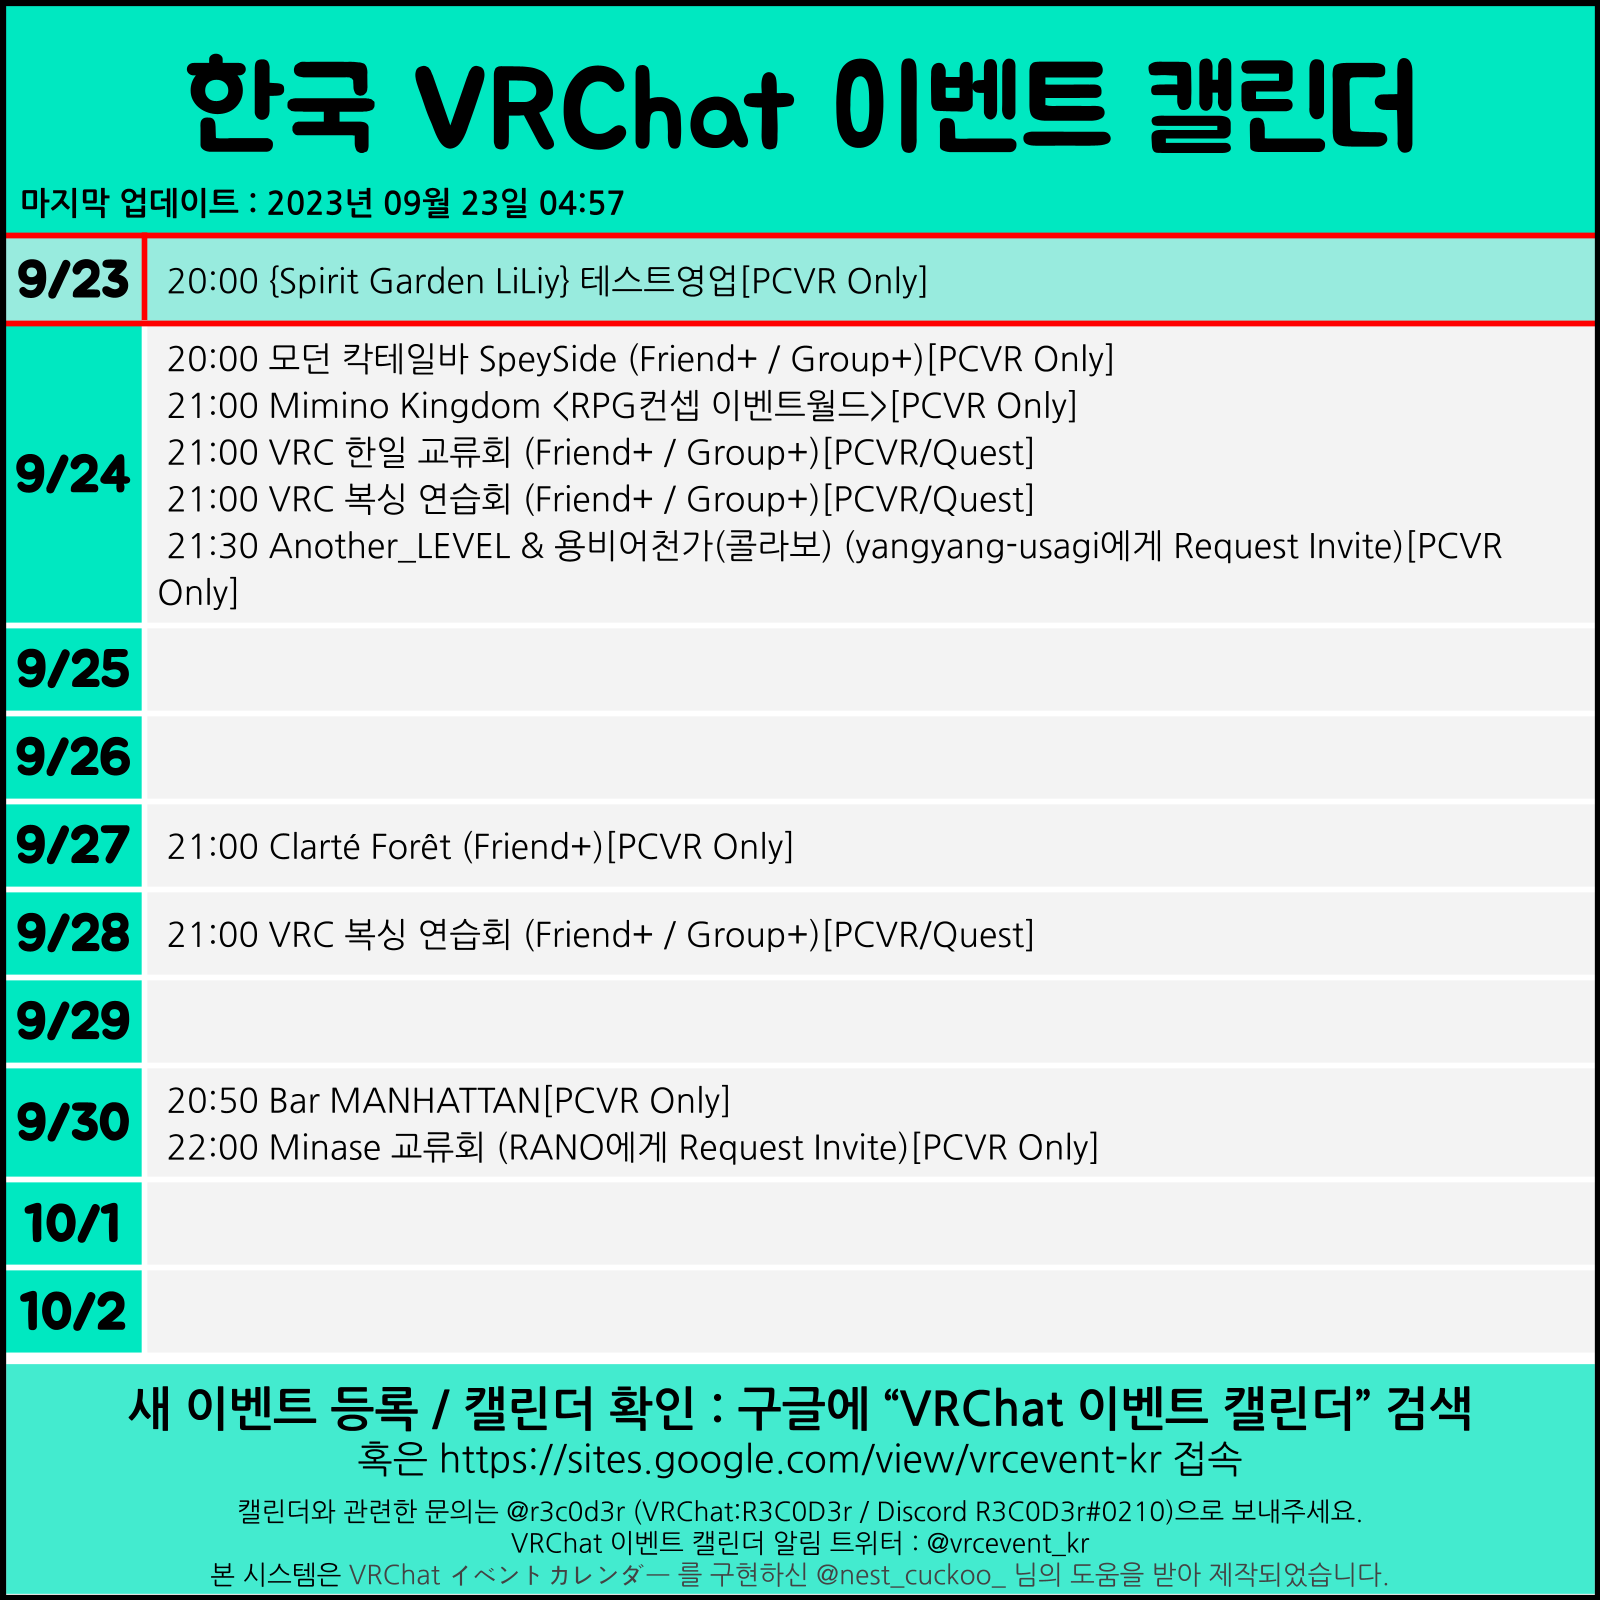 한국 VRChat 이벤트 캘린더
마지막 업데이트 : 2023년 09월 23일 04:57
9/23
20:00 {Spirit Garden LiLiy} 테스트영업[PCVR Only]
9/24
20:00 모던 칵테일바 SpeySide (Friend+ / Group+)[PCVR Only]
21:00 Mimino Kingdom <RPG컨셉 이벤트월드>[PCVR Only]
21:00 VRC 한일 교류회 (Friend+ / Group+)[PCVR/Quest]
21:00 VRC 복싱 연습회 (Friend+ / Group+)[PCVR/Quest]
21:30 Another_LEVEL & 용비어천가(콜라보) (yangyang-usagi에게 Request Invite)[PCVR
Only]
9/25
9/26
9/27
21:00 Clarté Forêt (Friend+)[PCVR Only]
9/28
21:00 VRC 복싱 연습회 (Friend+ / Group+)[PCVR/Quest]
9/29
9/30
20:50 Bar MANHATTAN[PCVR Only]
22:00 Minase 교류회 (RANO에게 Request Invite)[PCVR Only]
10/1
10/2
새 이벤트 등록 / 캘린더 확인 : 구글에 “VRChat 이벤트 캘린더” 검색
혹은 https://sites.google.com/view/vrcevent-kr 접속
캘린더와 관련한 문의는 @r3c0d3r (VRChat:R3C0D3r / Discord R3C0D3r#0210)으로 보내주세요.
VRChat 이벤트 캘린더 알림 트위터 : @vrcevent_kr
본 시스템은 VRChat イベントカレンダー 를 구현하신 @nest_cuckoo_ 님의 도움을 받아 제작되었습니다.